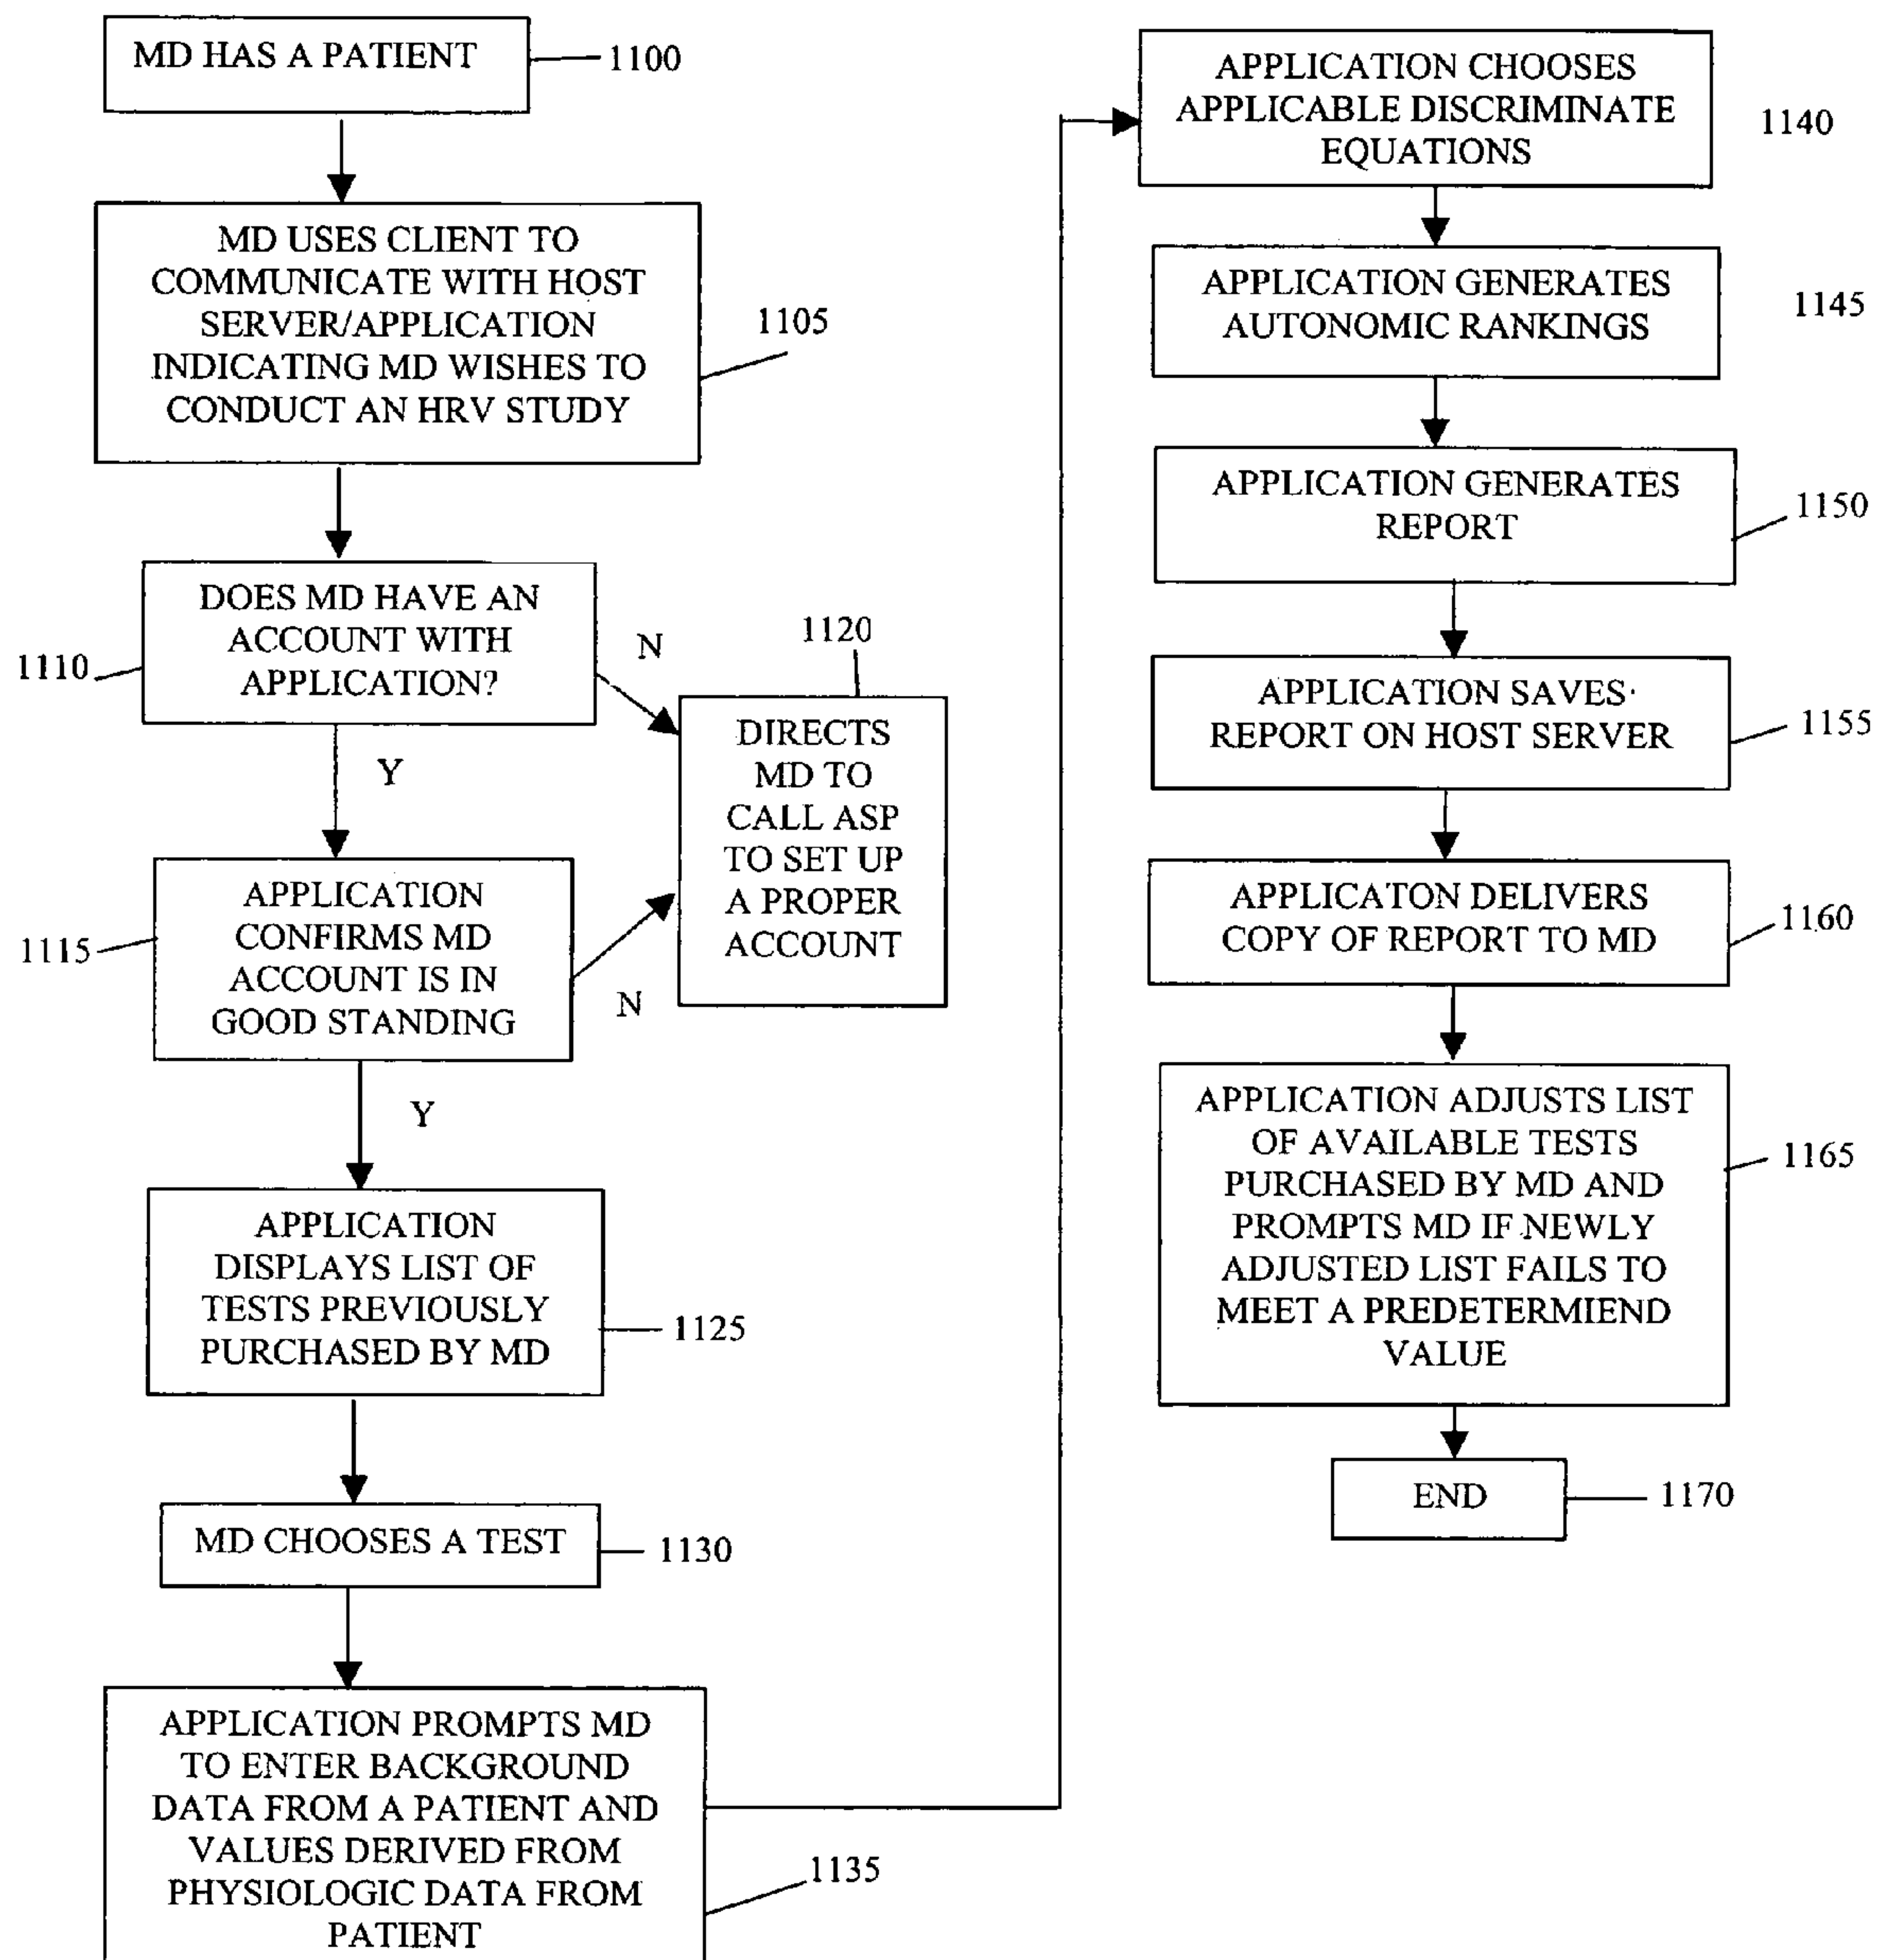 MD HAS A PATIENT
1100
MD USES CLIENT TO
COMMUNICATE WITH HOST
SERVER/APPLICATION
INDICATING MD WISHES TO
CONDUCT AN HRV STUDY
1105
DOES MD HAVE AN
ACCOUNT WITH
APPLICATION?
1110
N
Y
1120
DIRECTS
MD TO
CALL ASP
TO SET UP
A PROPER
ACCOUNT
APPLICATION
CONFIRMS MD
ACCOUNT IS IN
GOOD STANDING
1115
N
Y
APPLICATION
DISPLAYS LIST OF
TESTS PREVIOUSLY
PURCHASED BY MD
1125
MD CHOOSES A TEST
1130
APPLICATION PROMPTS MD
TO ENTER BACKGROUND
DATA FROM A PATIENT AND
VALUES DERIVED FROM
PHYSIOLOGIC DATA FROM
PATIENT
1135
APPLICATION CHOOSES
APPLICABLE DISCRIMINATE
EQUATIONS
1140
APPLICATION GENERATES
AUTONOMIC RANKINGS
1145
APPLICATION GENERATES
REPORT
1150
APPLICATION SAVES
REPORT ON HOST SERVER
1155
APPLICATON DELIVERS
COPY OF REPORT TO MD
1160
APPLICATION ADJUSTS LIST
OF AVAILABLE TESTS
PURCHASED BY MD AND
PROMPTS MD IF NEWLY
ADJUSTED LIST FAILS TO
MEET A PREDETERMIEND
VALUE
1165
END
1170